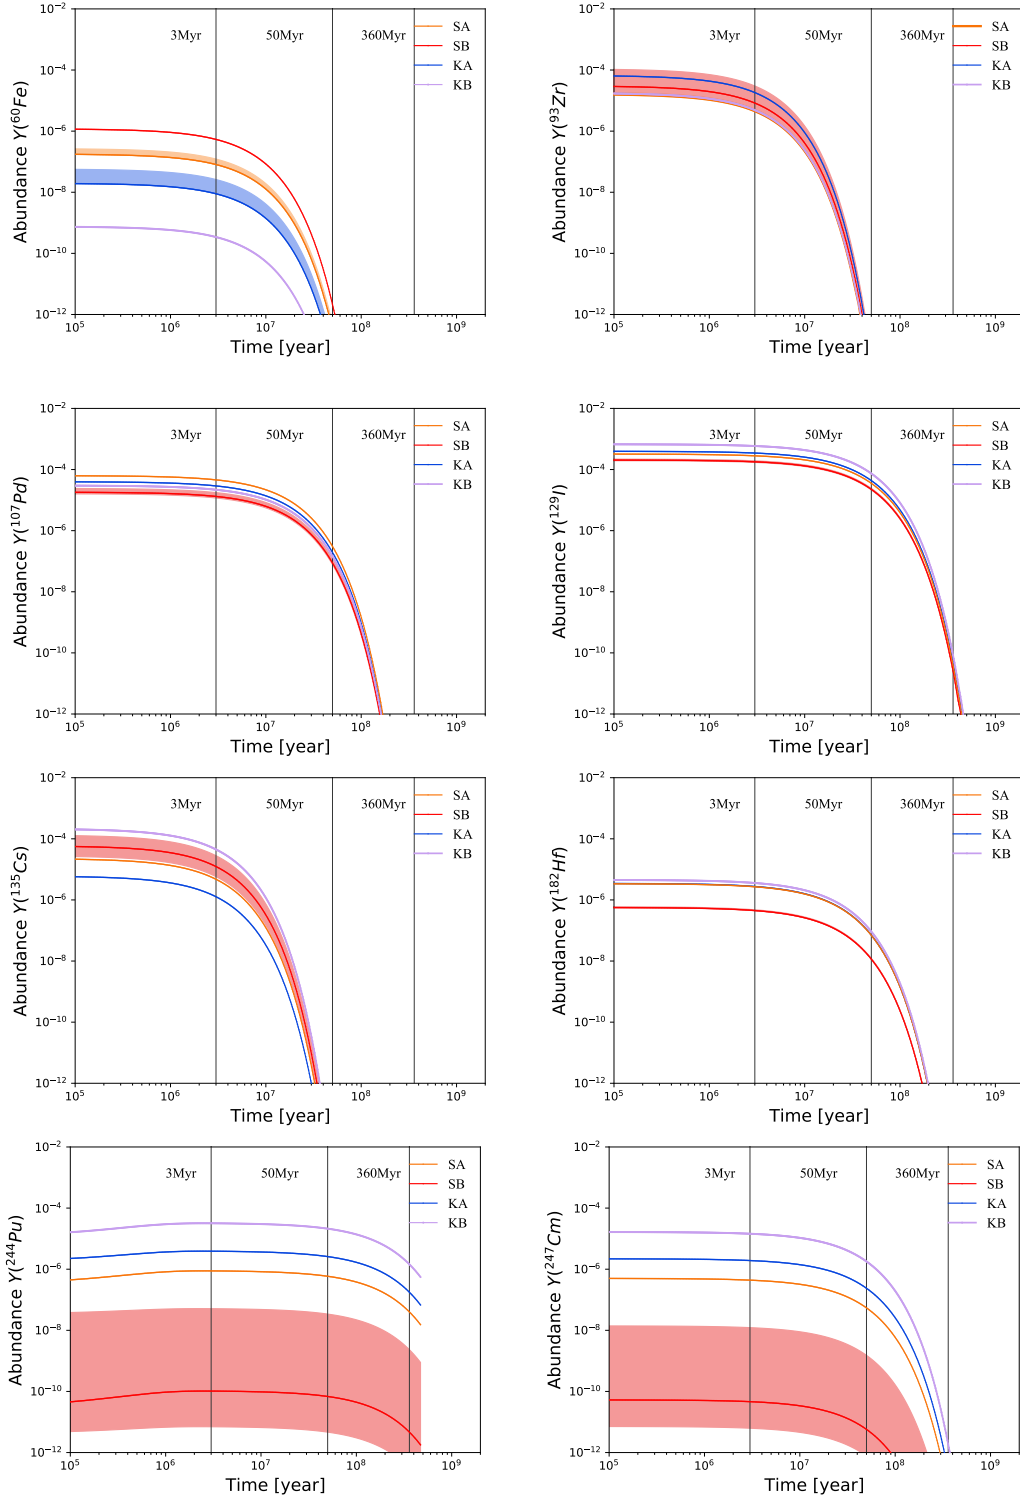 3Myr 50Myr 360Myr
SA
SB
KA
KB
Abundance Y(⁶⁰Fe)
10⁻²
10⁻⁴
10⁻⁶
10⁻⁸
10⁻¹⁰
10⁻¹²
10⁵ 10⁶ 10⁷ 10⁸ 10⁹
Time [year]
3Myr 50Myr 360Myr
SA
SB
KA
KB
Abundance Y(⁹³Zr)
10⁻²
10⁻⁴
10⁻⁶
10⁻⁸
10⁻¹⁰
10⁻¹²
10⁵ 10⁶ 10⁷ 10⁸ 10⁹
Time [year]
3Myr 50Myr 360Myr
SA
SB
KA
KB
Abundance Y(¹⁰⁷Pd)
10⁻²
10⁻⁴
10⁻⁶
10⁻⁸
10⁻¹⁰
10⁻¹²
10⁵ 10⁶ 10⁷ 10⁸ 10⁹
Time [year]
3Myr 50Myr 360Myr
SA
SB
KA
KB
Abundance Y(¹²⁹I)
10⁻²
10⁻⁴
10⁻⁶
10⁻⁸
10⁻¹⁰
10⁻¹²
10⁵ 10⁶ 10⁷ 10⁸ 10⁹
Time [year]
3Myr 50Myr 360Myr
SA
SB
KA
KB
Abundance Y(¹³⁵Cs)
10⁻²
10⁻⁴
10⁻⁶
10⁻⁸
10⁻¹⁰
10⁻¹²
10⁵ 10⁶ 10⁷ 10⁸ 10⁹
Time [year]
3Myr 50Myr 360Myr
SA
SB
KA
KB
Abundance Y(¹⁸²Hf)
10⁻²
10⁻⁴
10⁻⁶
10⁻⁸
10⁻¹⁰
10⁻¹²
10⁵ 10⁶ 10⁷ 10⁸ 10⁹
Time [year]
3Myr 50Myr 360Myr
SA
SB
KA
KB
Abundance Y(²⁴⁴Pu)
10⁻²
10⁻⁴
10⁻⁶
10⁻⁸
10⁻¹⁰
10⁻¹²
10⁵ 10⁶ 10⁷ 10⁸ 10⁹
Time [year]
3Myr 50Myr 360Myr
SA
SB
KA
KB
Abundance Y(²⁴⁷Cm)
10⁻²
10⁻⁴
10⁻⁶
10⁻⁸
10⁻¹⁰
10⁻¹²
10⁵ 10⁶ 10⁷ 10⁸ 10⁹
Time [year]